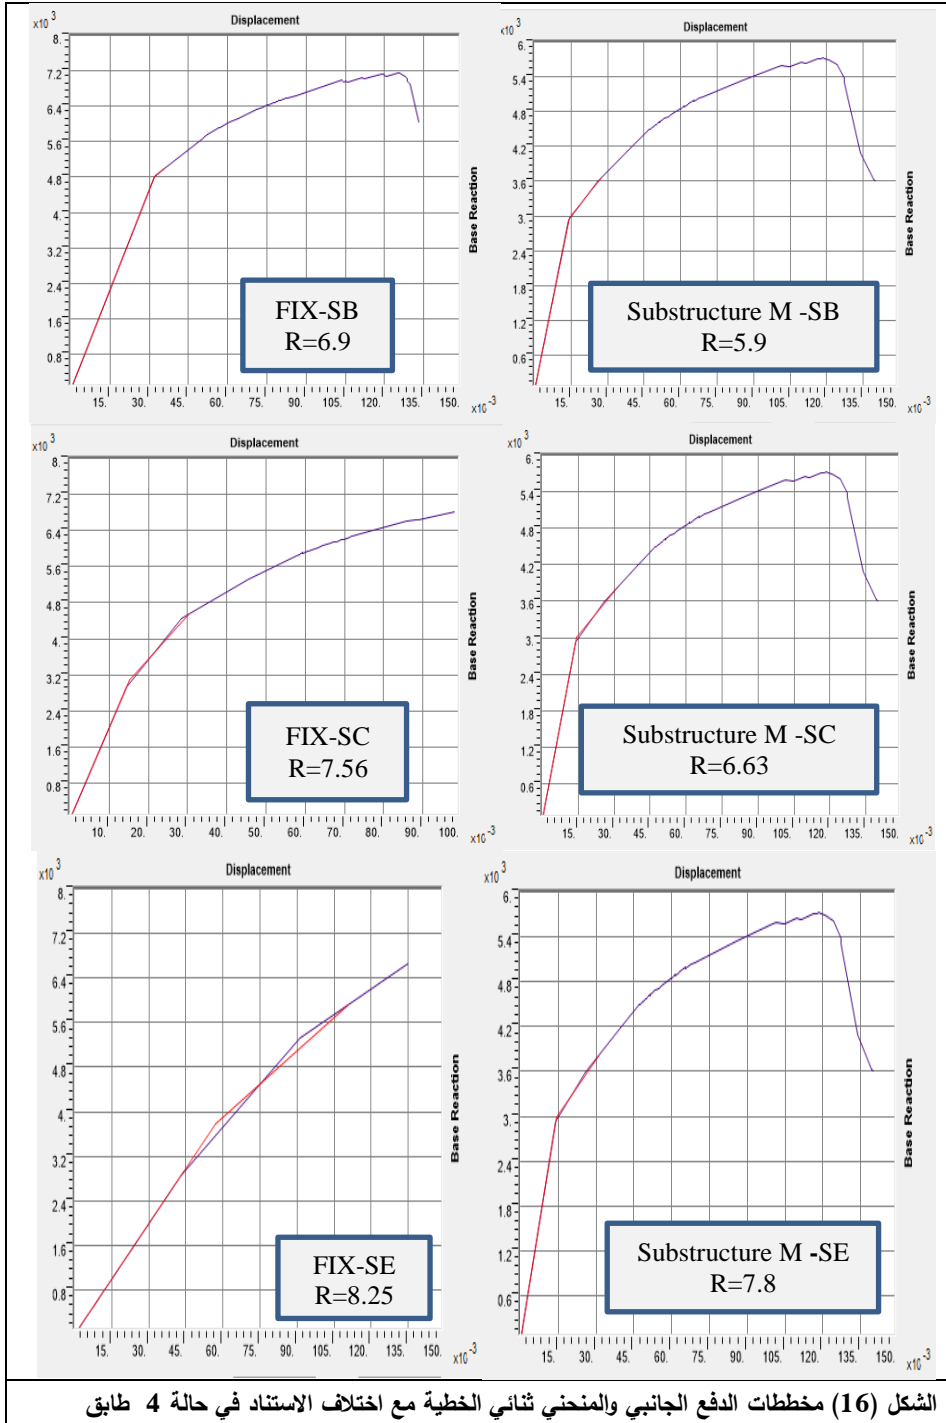 Displacement
x10 3
8.
7.2
6.4
5.6
4.8
4.
3.2
2.4
1.6
0.8
Base Reaction
FIX-SB
R=6.9
15. 30. 45. 60. 75. 90. 105. 120. 135. 150.
x10 -3
Displacement
x10 3
6.
5.4
4.8
4.2
3.6
3.
2.4
1.8
1.2
0.6
Base Reaction
Substructure M -SB
R=5.9
15. 30. 45. 60. 75. 90. 105. 120. 135. 150.
x10 -3
Displacement
x10 3
8.
7.2
6.4
5.6
4.8
4.
3.2
2.4
1.6
0.8
Base Reaction
FIX-SC
R=7.56
10. 20. 30. 40. 50. 60. 70. 80. 90. 100.
x10 -3
Displacement
x10 3
6.
5.4
4.8
4.2
3.6
3.
2.4
1.8
1.2
0.6
Base Reaction
Substructure M -SC
R=6.63
15. 30. 45. 60. 75. 90. 105. 120. 135. 150.
x10 -3
Displacement
x10 3
8.
7.2
6.4
5.6
4.8
4.
3.2
2.4
1.6
0.8
Base Reaction
FIX-SE
R=8.25
15. 30. 45. 60. 75. 90. 105. 120. 135. 150.
x10 -3
Displacement
x10 3
6.
5.4
4.8
4.2
3.6
3.
2.4
1.8
1.2
0.6
Base Reaction
Substructure M -SE
R=7.8
15. 30. 45. 60. 75. 90. 105. 120. 135. 150.
x10 -3
الشكل (16) مخططات الدفع الجانبي والمنحني ثنائي الخطية مع اختلاف الاستناد في حالة 4 طابق